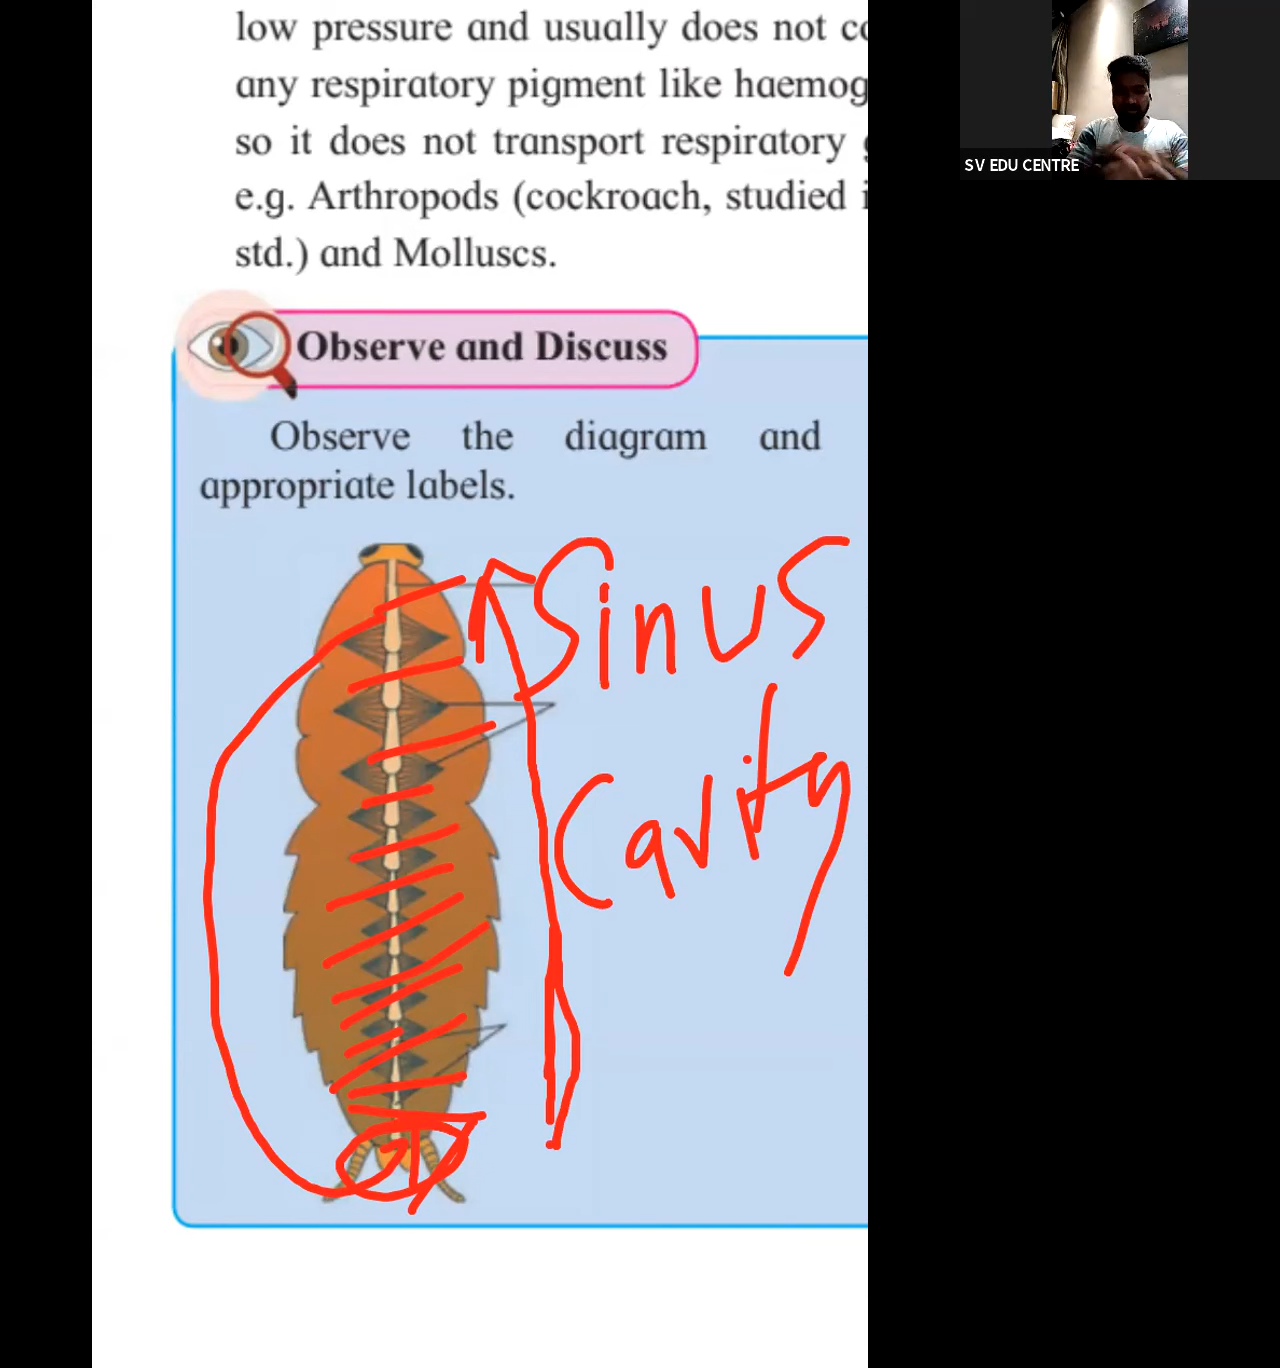 low pressure and usually does not co
any respiratory pigment like haemog
so it does not transport respiratory g
e.g. Arthropods (cockroach, studied i
std.) and Molluscs.
SV EDU CENTRE
Observe and Discuss
Observe the diagram and
appropriate labels.
Sinus
Cavity